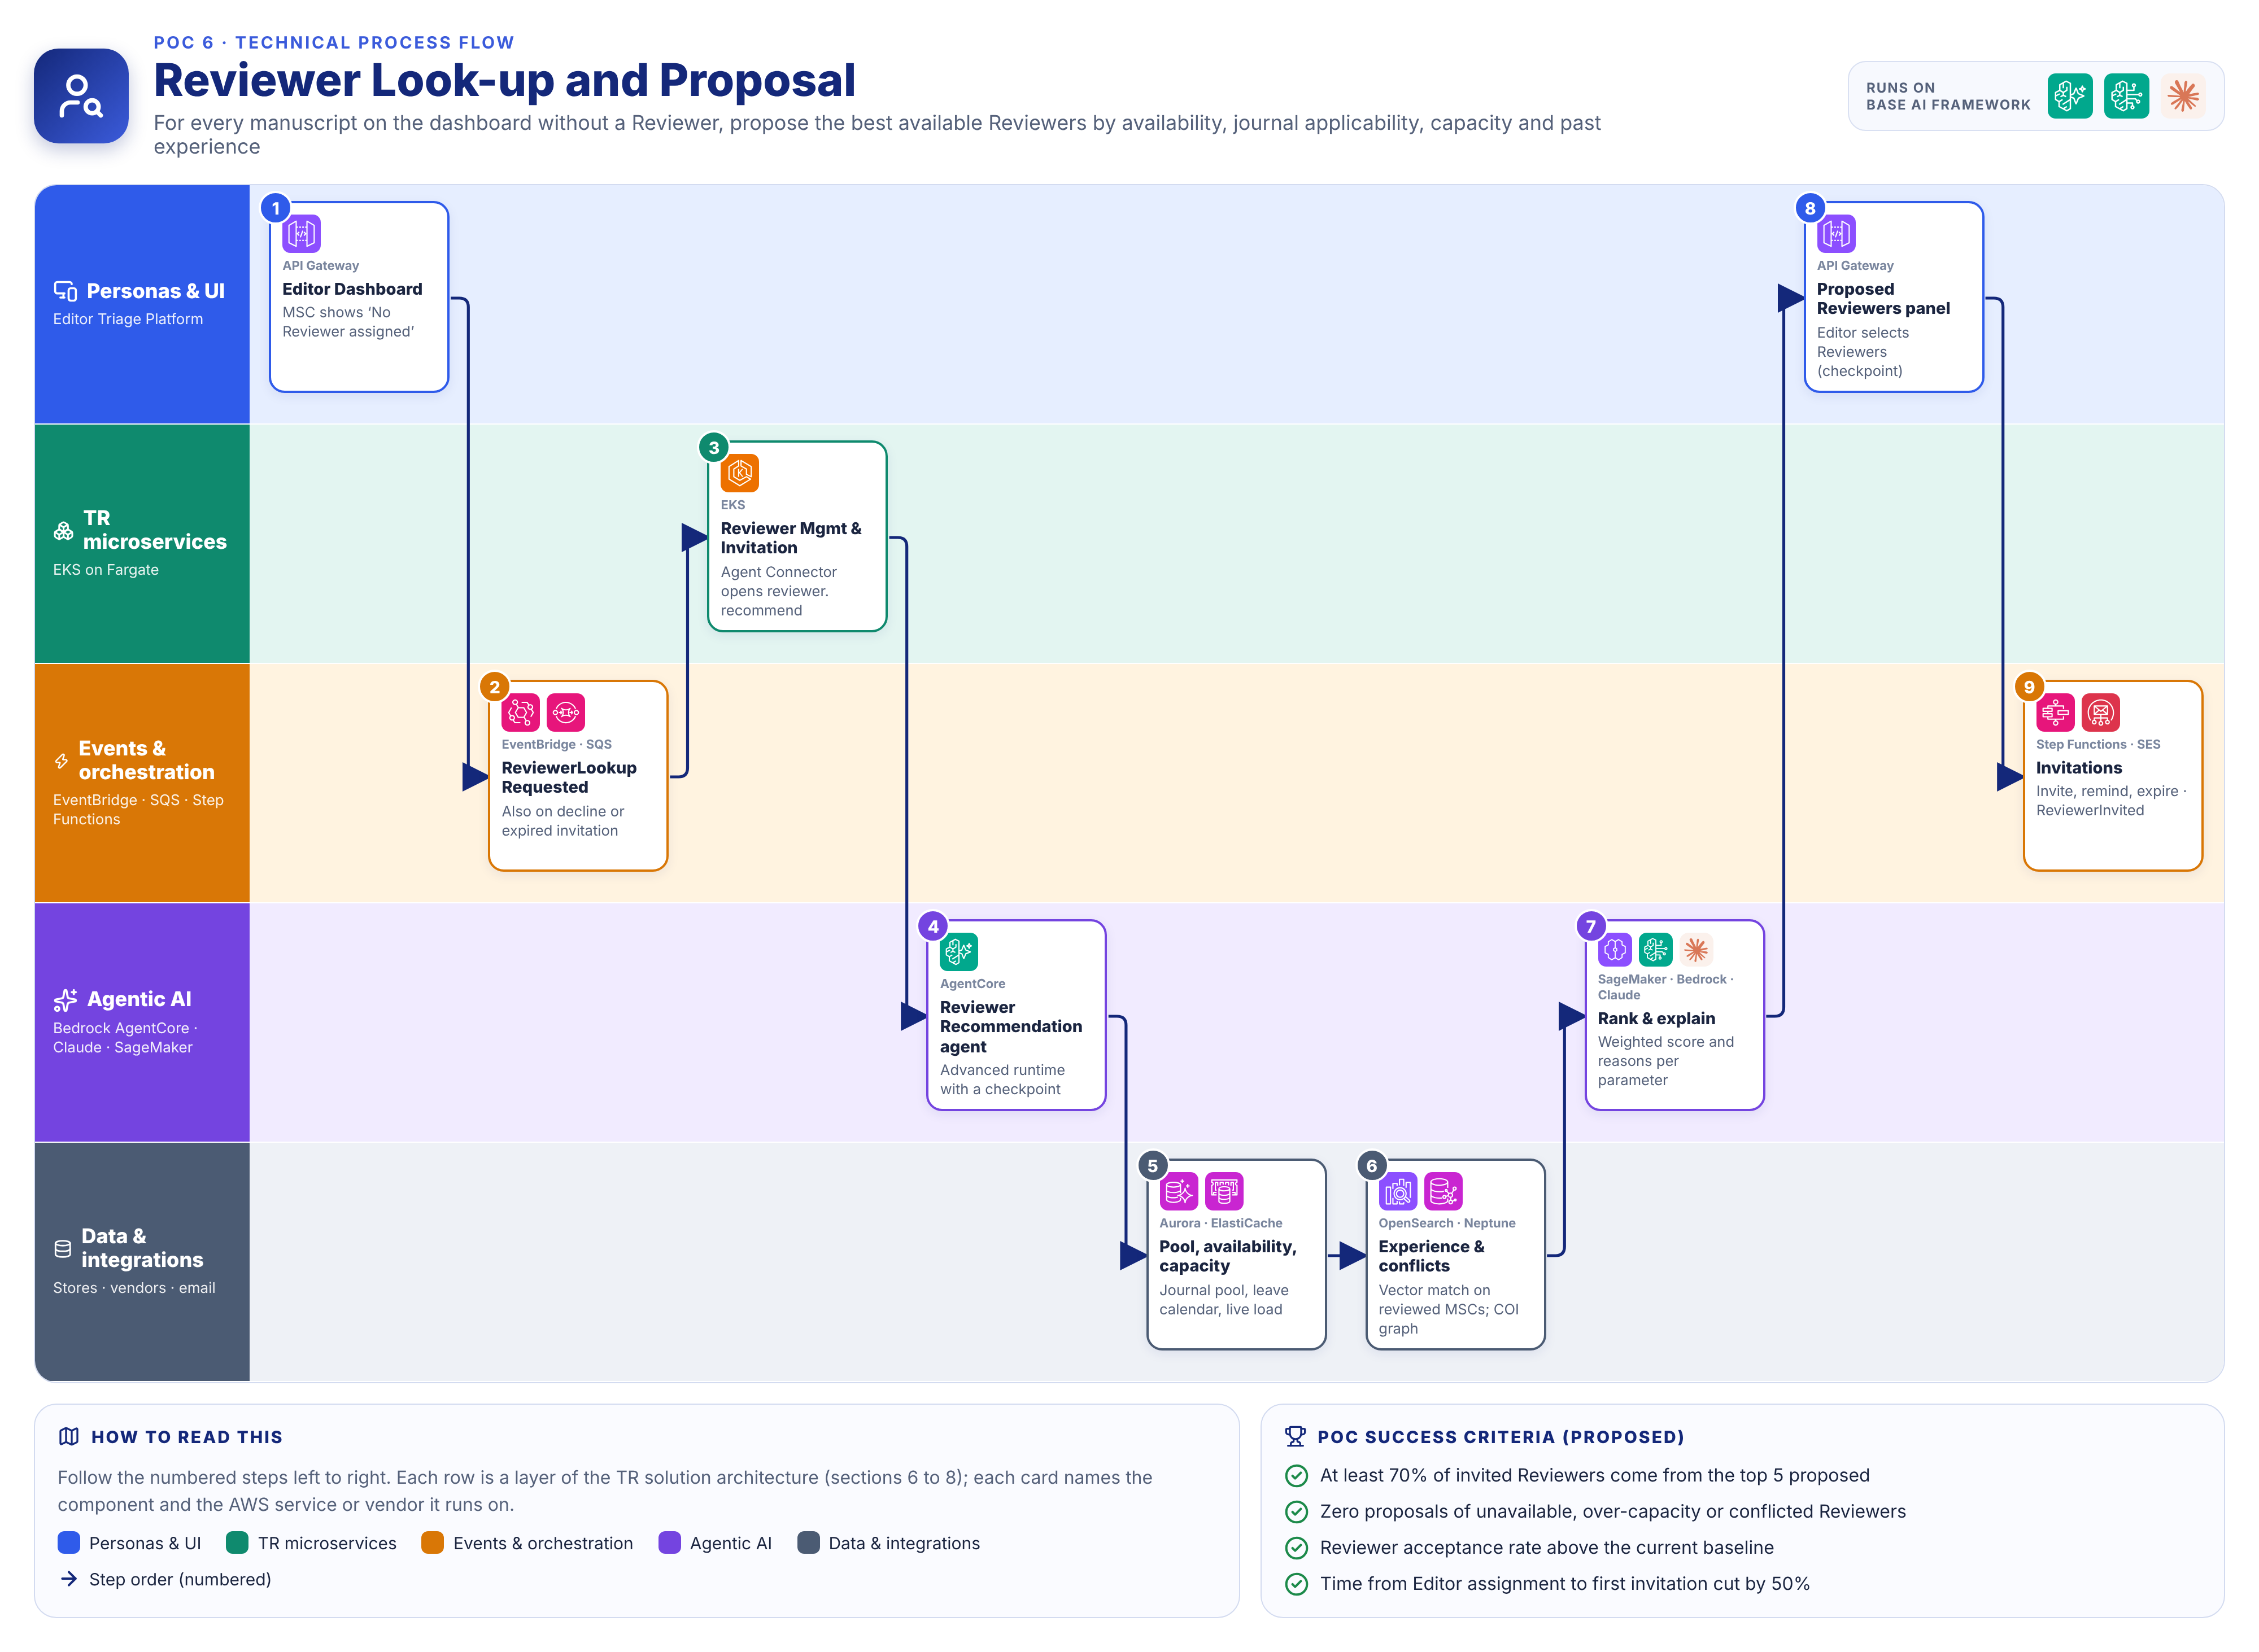 POC 6 · TECHNICAL PROCESS FLOW
Reviewer Look-up and Proposal
For every manuscript on the dashboard without a Reviewer, propose the best available Reviewers by availability, journal applicability, capacity and past
experience
RUNS ON
BASE AI FRAMEWORK
Personas & UI
Editor Triage Platform
1
API Gateway
Editor Dashboard
MSC shows ‘No
Reviewer assigned’
8
API Gateway
Proposed
Reviewers panel
Editor selects
Reviewers
(checkpoint)
TR
microservices
EKS on Fargate
3
EKS
Reviewer Mgmt &
Invitation
Agent Connector
opens reviewer.
recommend
Events &
orchestration
EventBridge · SQS · Step
Functions
2
EventBridge · SQS
ReviewerLookup
Requested
Also on decline or
expired invitation
9
Step Functions · SES
Invitations
Invite, remind, expire ·
ReviewerInvited
Agentic AI
Bedrock AgentCore ·
Claude · SageMaker
4
AgentCore
Reviewer
Recommendation
agent
Advanced runtime
with a checkpoint
7
SageMaker · Bedrock ·
Claude
Rank & explain
Weighted score and
reasons per
parameter
Data &
integrations
Stores · vendors · email
5
Aurora · ElastiCache
Pool, availability,
capacity
Journal pool, leave
calendar, live load
6
OpenSearch · Neptune
Experience &
conflicts
Vector match on
reviewed MSCs; COI
graph
HOW TO READ THIS
Follow the numbered steps left to right. Each row is a layer of the TR solution architecture (sections 6 to 8); each card names the
component and the AWS service or vendor it runs on.
Personas & UI
TR microservices
Events & orchestration
Agentic AI
Data & integrations
Step order (numbered)
POC SUCCESS CRITERIA (PROPOSED)
At least 70% of invited Reviewers come from the top 5 proposed
Zero proposals of unavailable, over-capacity or conflicted Reviewers
Reviewer acceptance rate above the current baseline
Time from Editor assignment to first invitation cut by 50%